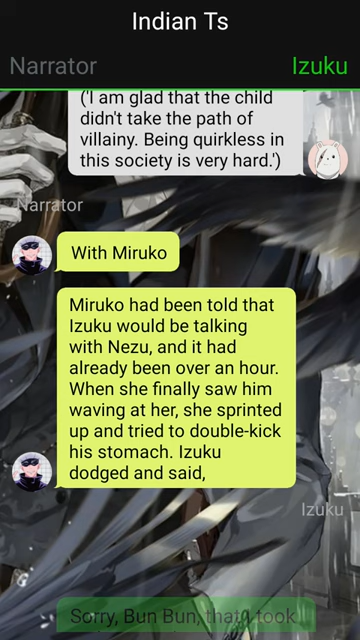 Indian Ts
Narrator Izuku
('I am glad that the child
didn't take the path of
villainy. Being quirkless in
this society is very hard.')
Narrator
With Miruko
Miruko had been told that
Izuku would be talking
with Nezu, and it had
already been over an hour.
When she finally saw him
waving at her, she sprinted
up and tried to double-kick
his stomach. Izuku
dodged and said,
Izuku
Sorry, Bun Bun, that I took